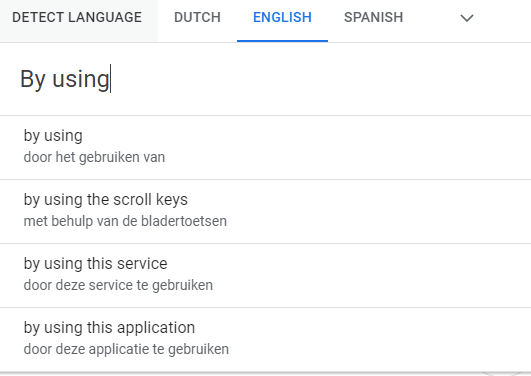 DETECT LANGUAGE DUTCH ENGLISH SPANISH
By using
by using
door het gebruiken van
by using the scroll keys
met behulp van de bladertoetsen
by using this service
door deze service te gebruiken
by using this application
door deze applicatie te gebruiken